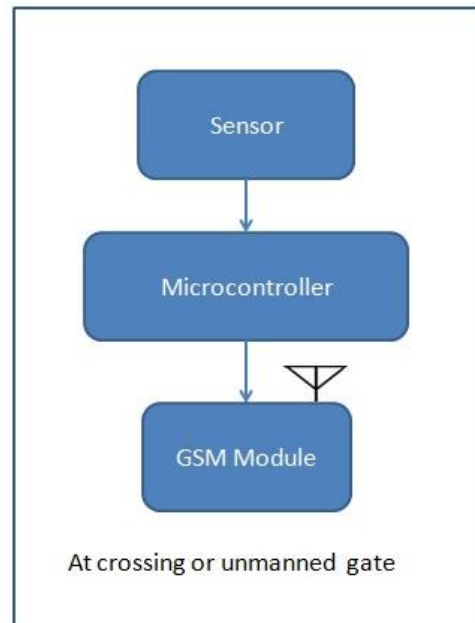 Sensor
Microcontroller
GSM Module
At crossing or unmanned gate